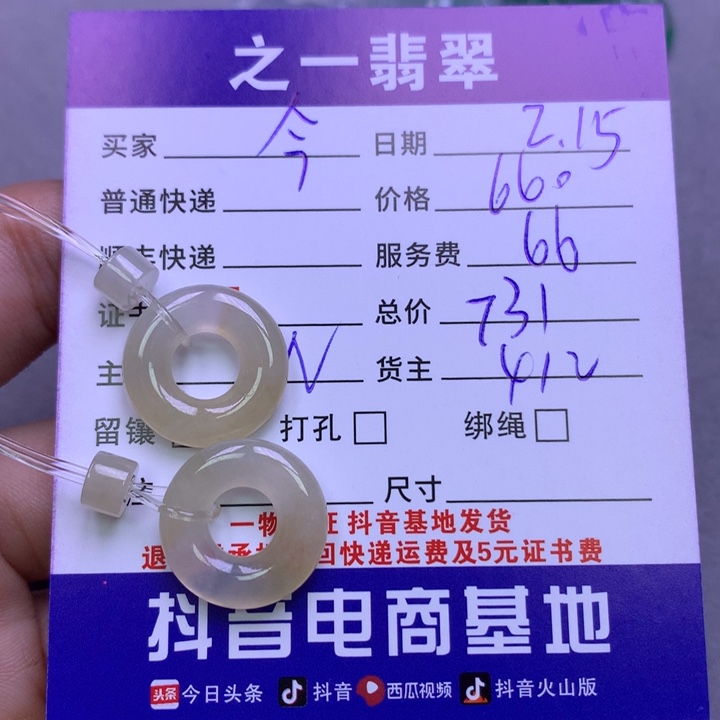 之一翡翠
买家 今 日期 2.15
普通快递 价格 660
快递 服务费 66
证 总价 731
主 N 货主 412
留镶 打孔 绑绳
注 尺寸
一物 证 抖音基地发货
退 承 回快递运费及5元证书费
抖音电商基地
头条 今日头条 抖音 西瓜视频 抖音火山版